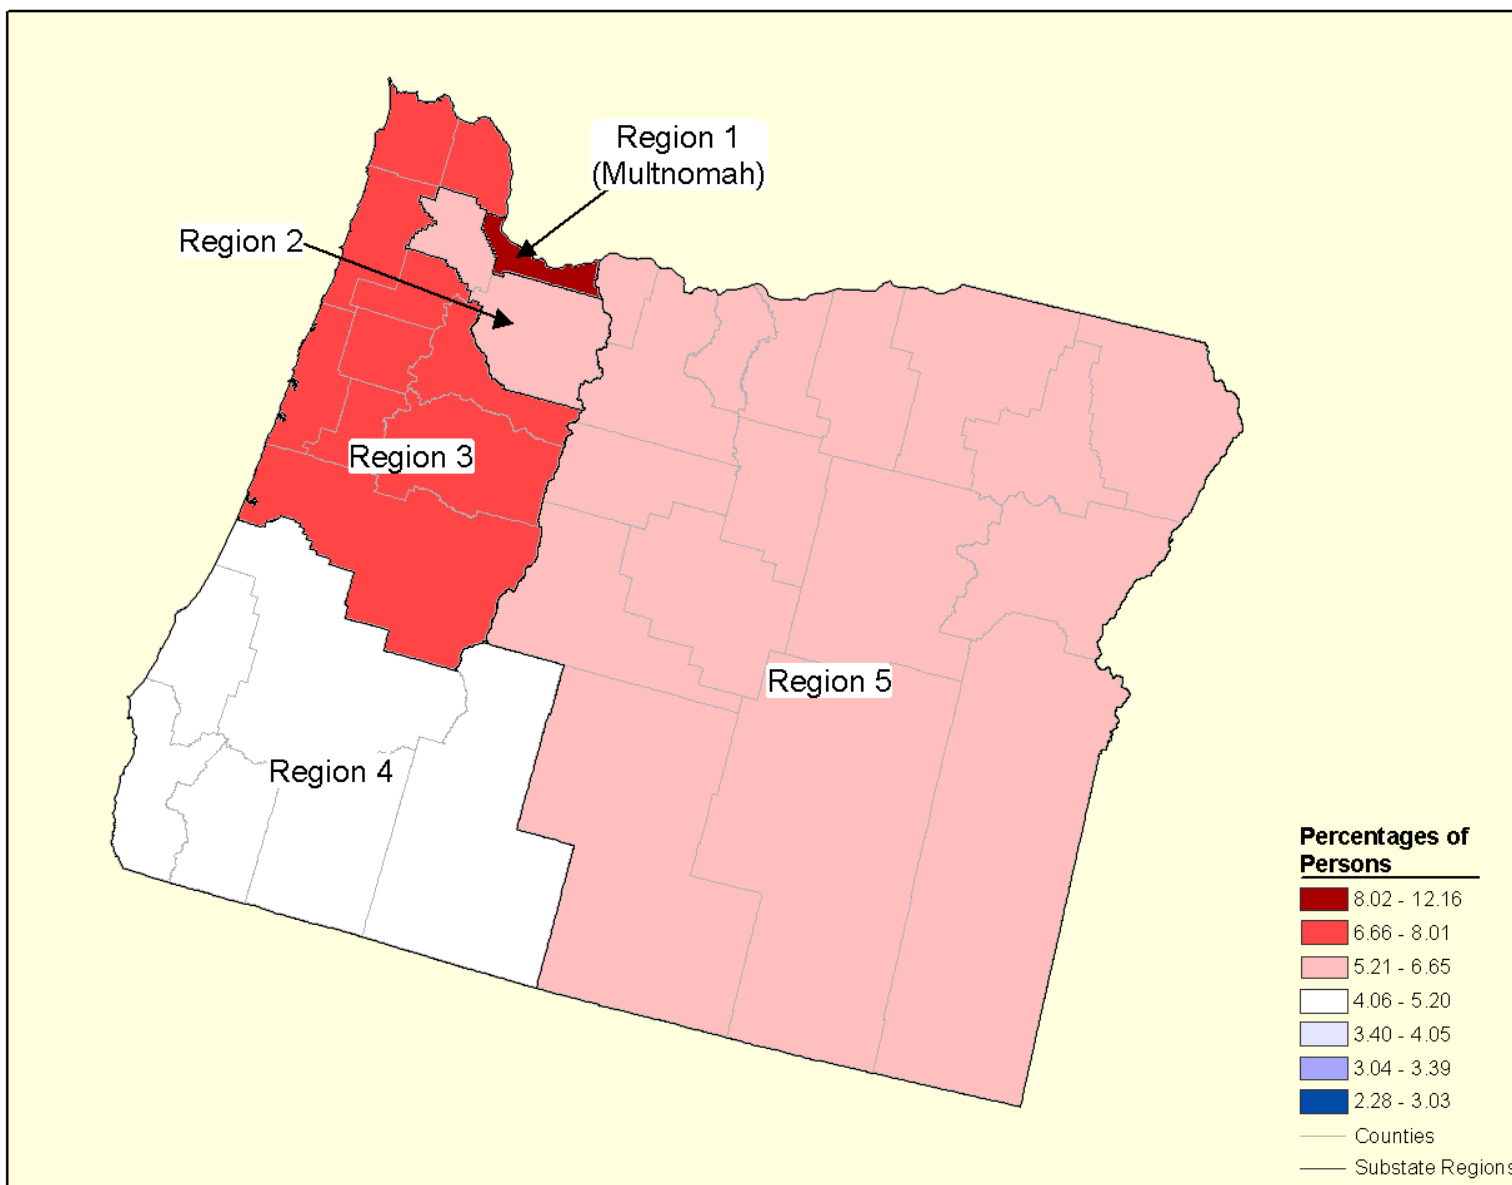 Region 1
(Multnomah)
Region 2
Region 3
Region 5
Region 4
Percentages of
Persons
8.02 - 12.16
6.66 - 8.01
5.21 - 6.65
4.06 - 5.20
3.40 - 4.05
3.04 - 3.39
2.28 - 3.03
Counties
Substate Regions